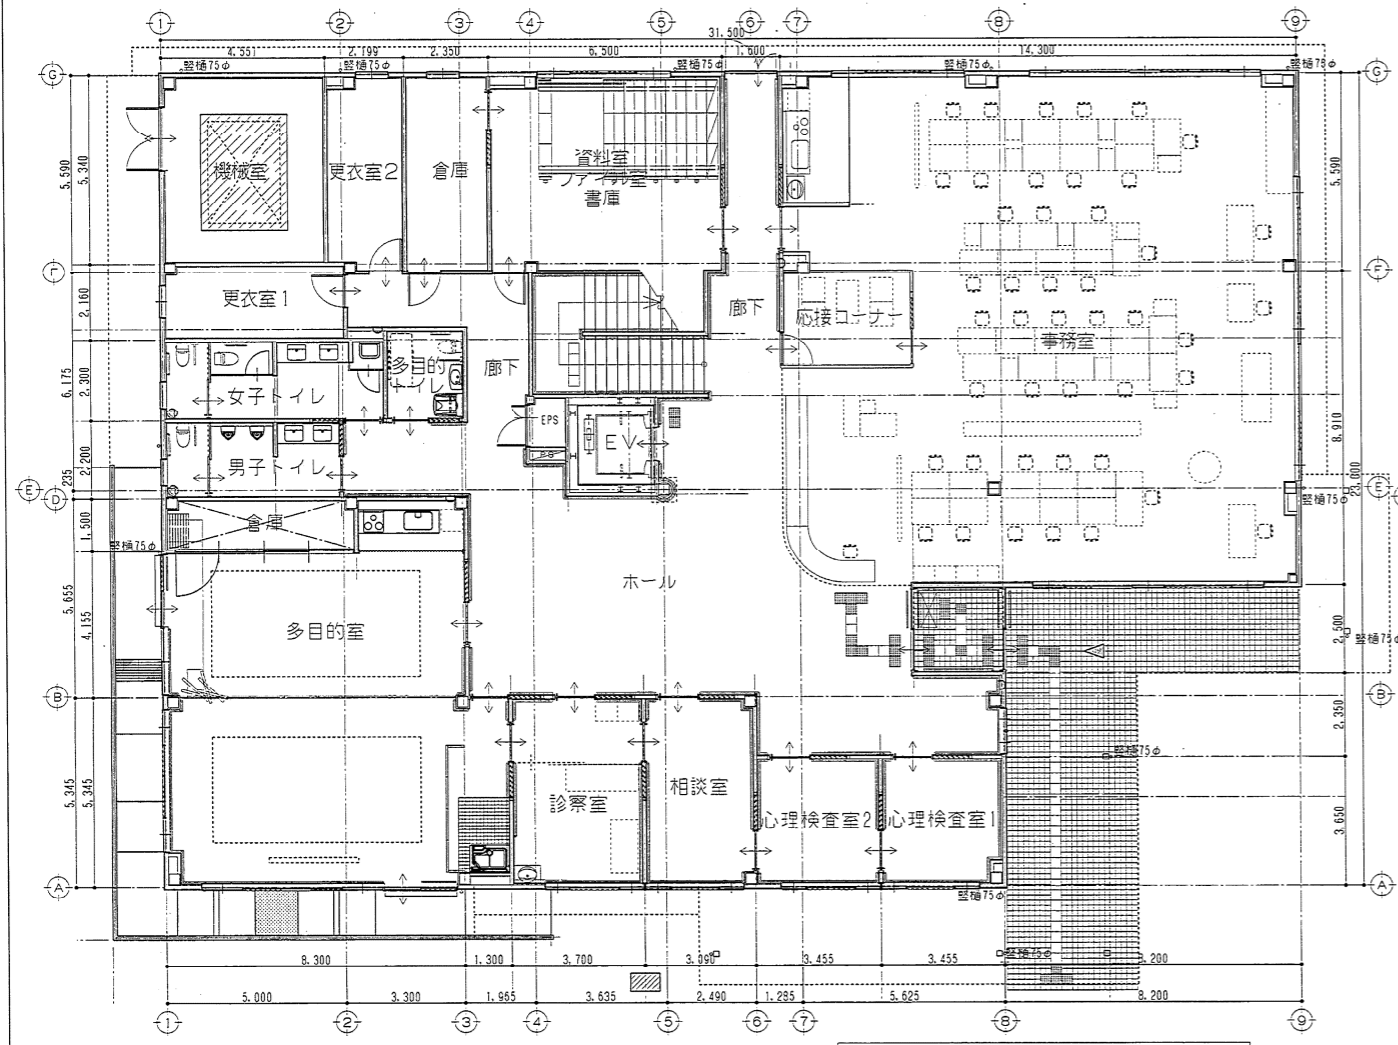 1 2 3 4 5 6 7 8 9
31.500
4.551 2.199 2.350 6.500 1.600 14.300
竪樋75φ 竪樋75φ 竪樋75φ 竪樋75φ 竪樋75φ
G G
5.590 5.340 5.590
機械室 更衣室2 倉庫 資料室
ファイル室
書庫
F F
2.160 更衣室1 廊下 応接コーナー 事務室
6.175 2.300 多目的
トイレ 廊下
女子トイレ
EPS
EV
PS
8.910
男子トイレ
2.200
235
23.000
E E
D
竪樋75φ
1.500 倉庫
竪樋75φ
ホール
5.655 4.155 多目的室
2.500
竪樋75φ
B B
2.350
竪樋75φ
5.345 5.345 診察室 相談室 心理検査室2 心理検査室1
3.650
A A
竪樋75φ
竪樋75φ
8.300 1.300 3.700 3.090 3.455 3.455 8.200
5.000 3.300 1.965 3.635 2.490 1.285 5.625 8.200
1 2 3 4 5 6 7 8 9